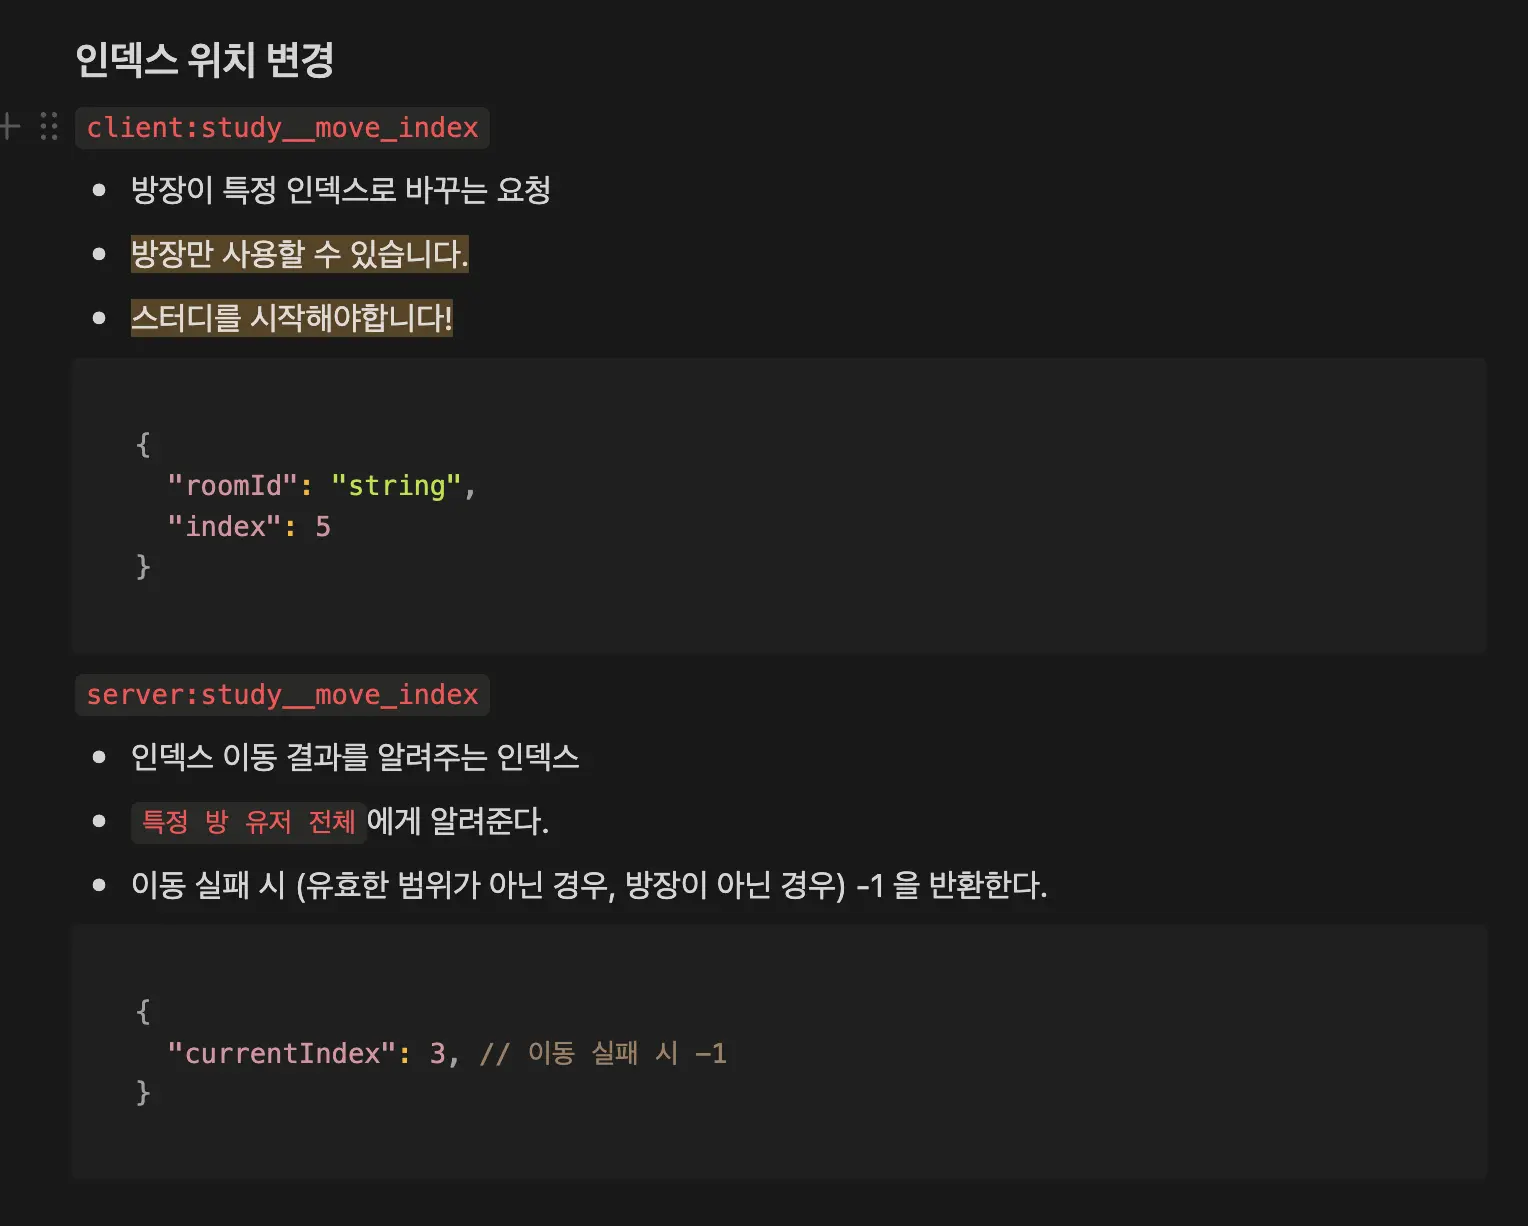 인덱스 위치 변경
client:study__move_index
방장이 특정 인덱스로 바꾸는 요청
방장만 사용할 수 있습니다.
스터디를 시작해야합니다!
{
"roomId": "string",
"index": 5
}
server:study__move_index
인덱스 이동 결과를 알려주는 인덱스
특정 방 유저 전체에게 알려준다.
이동 실패 시 (유효한 범위가 아닌 경우, 방장이 아닌 경우) -1 을 반환한다.
{
"currentIndex": 3, // 이동 실패 시 -1
}